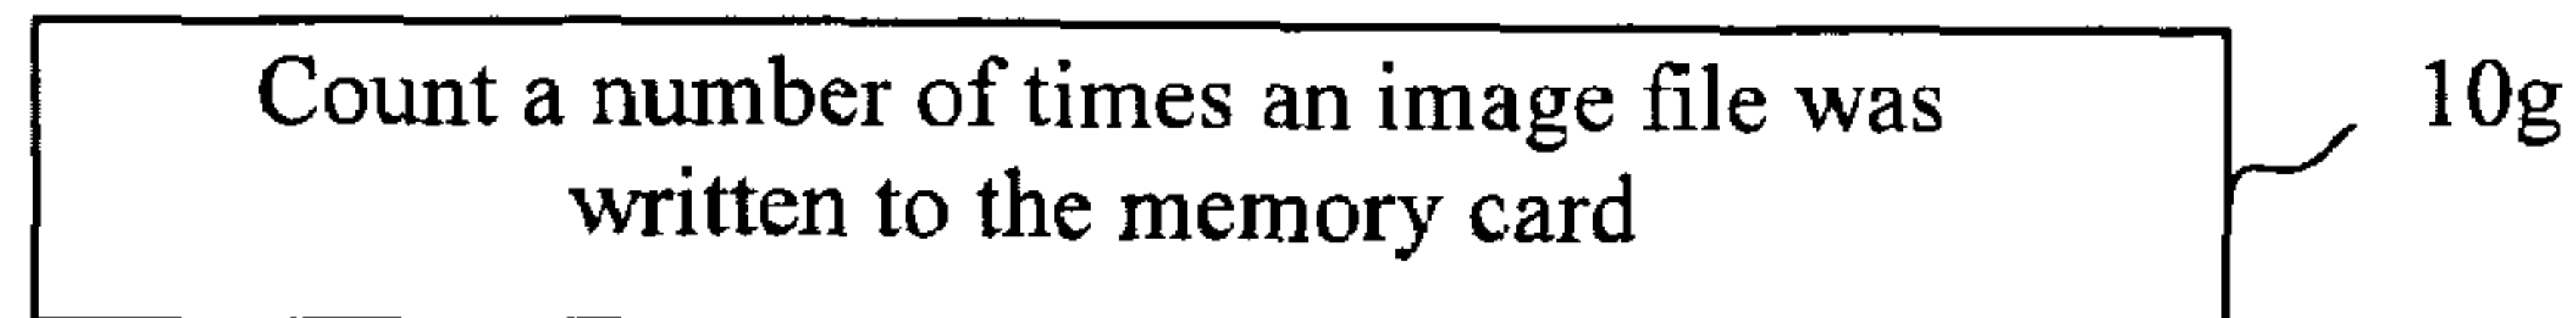 Count a number of times an image file was
written to the memory card
10g